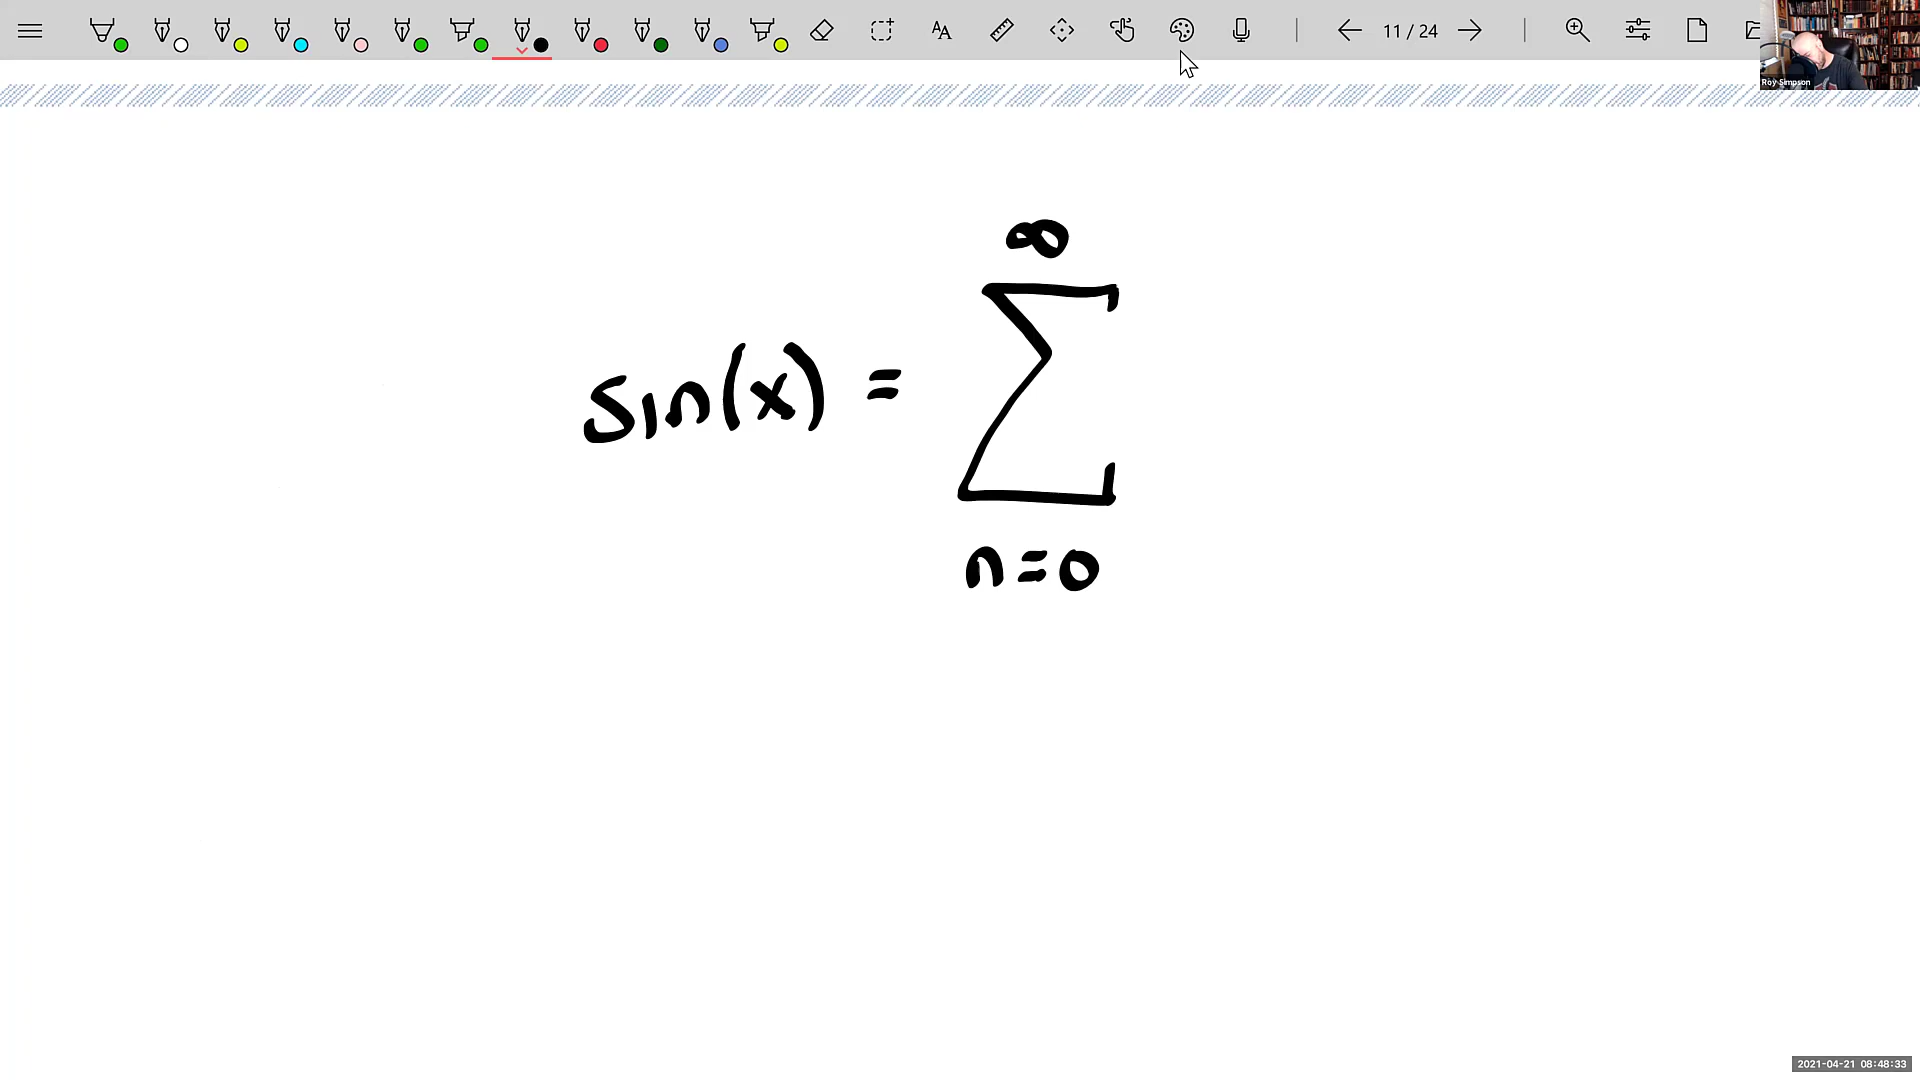 11 / 24
Roy Simpson
∞
sin(x) = Σ
n=0
2021-04-21 08:48:33